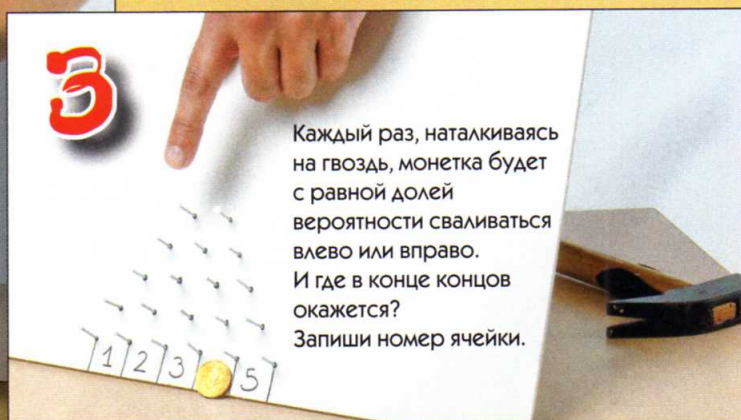 3
Каждый раз, наталкиваясь
на гвоздь, монетка будет
с равной долей
вероятности сваливаться
влево или вправо.
И где в конце концов
окажется?
Запиши номер ячейки.
1 2 3 5